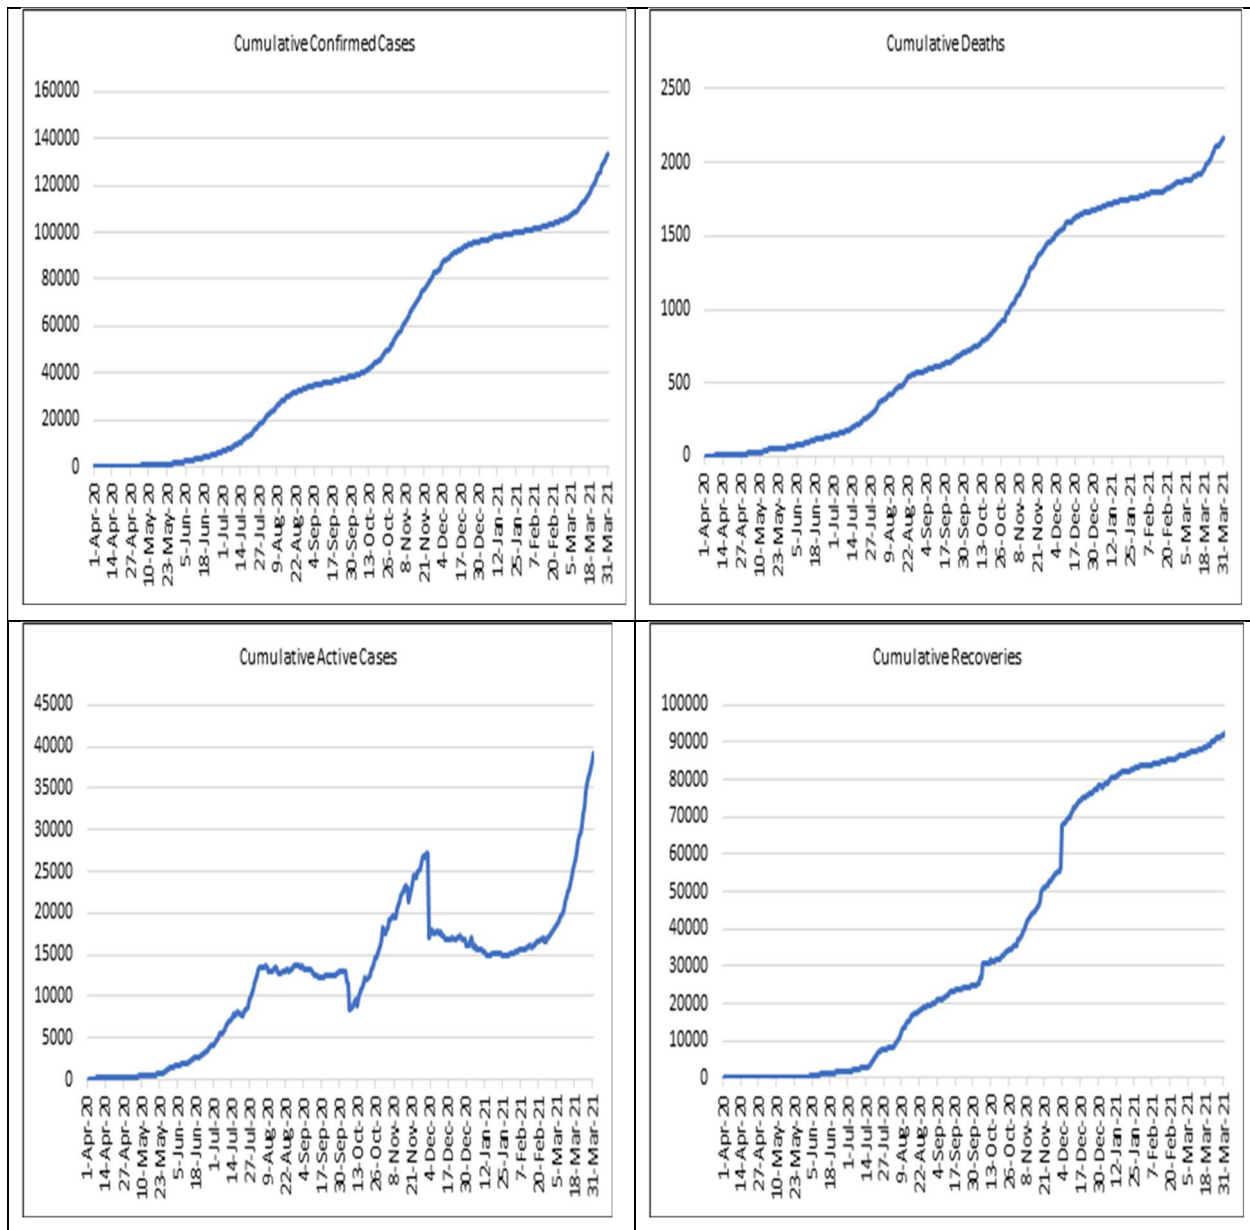 Cumulative Confirmed Cases
160000
140000
120000
100000
80000
60000
40000
20000
0
1-Apr-20
14-Apr-20
27-Apr-20
10-May-20
23-May-20
5-Jun-20
18-Jun-20
1-Jul-20
14-Jul-20
27-Jul-20
9-Aug-20
22-Aug-20
4-Sep-20
17-Sep-20
30-Sep-20
13-Oct-20
26-Oct-20
8-Nov-20
21-Nov-20
4-Dec-20
17-Dec-20
30-Dec-20
12-Jan-21
25-Jan-21
7-Feb-21
20-Feb-21
5-Mar-21
18-Mar-21
31-Mar-21
Cumulative Deaths
2500
2000
1500
1000
500
0
1-Apr-20
14-Apr-20
27-Apr-20
10-May-20
23-May-20
5-Jun-20
18-Jun-20
1-Jul-20
14-Jul-20
27-Jul-20
9-Aug-20
22-Aug-20
4-Sep-20
17-Sep-20
30-Sep-20
13-Oct-20
26-Oct-20
8-Nov-20
21-Nov-20
4-Dec-20
17-Dec-20
30-Dec-20
12-Jan-21
25-Jan-21
7-Feb-21
20-Feb-21
5-Mar-21
18-Mar-21
31-Mar-21
Cumulative Active Cases
45000
40000
35000
30000
25000
20000
15000
10000
5000
0
1-Apr-20
14-Apr-20
27-Apr-20
10-May-20
23-May-20
5-Jun-20
18-Jun-20
1-Jul-20
14-Jul-20
27-Jul-20
9-Aug-20
22-Aug-20
4-Sep-20
17-Sep-20
30-Sep-20
13-Oct-20
26-Oct-20
8-Nov-20
21-Nov-20
4-Dec-20
17-Dec-20
30-Dec-20
12-Jan-21
25-Jan-21
7-Feb-21
20-Feb-21
5-Mar-21
18-Mar-21
31-Mar-21
Cumulative Recoveries
100000
90000
80000
70000
60000
50000
40000
30000
20000
10000
0
1-Apr-20
14-Apr-20
27-Apr-20
10-May-20
23-May-20
5-Jun-20
18-Jun-20
1-Jul-20
14-Jul-20
27-Jul-20
9-Aug-20
22-Aug-20
4-Sep-20
17-Sep-20
30-Sep-20
13-Oct-20
26-Oct-20
8-Nov-20
21-Nov-20
4-Dec-20
17-Dec-20
30-Dec-20
12-Jan-21
25-Jan-21
7-Feb-21
20-Feb-21
5-Mar-21
18-Mar-21
31-Mar-21